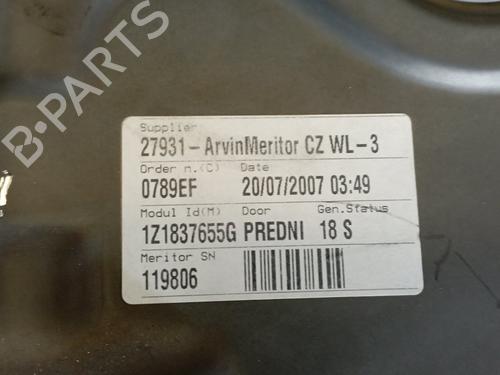 B-PARTS
Supplier
27931-ArvinMeritor CZ WL-3
Order n.(C) Date
0789EF 20/07/2007 03:49
Modul Id(M) Door Gen.Status
1Z1837655G PREDNI 18 S
Meritor SN
119806